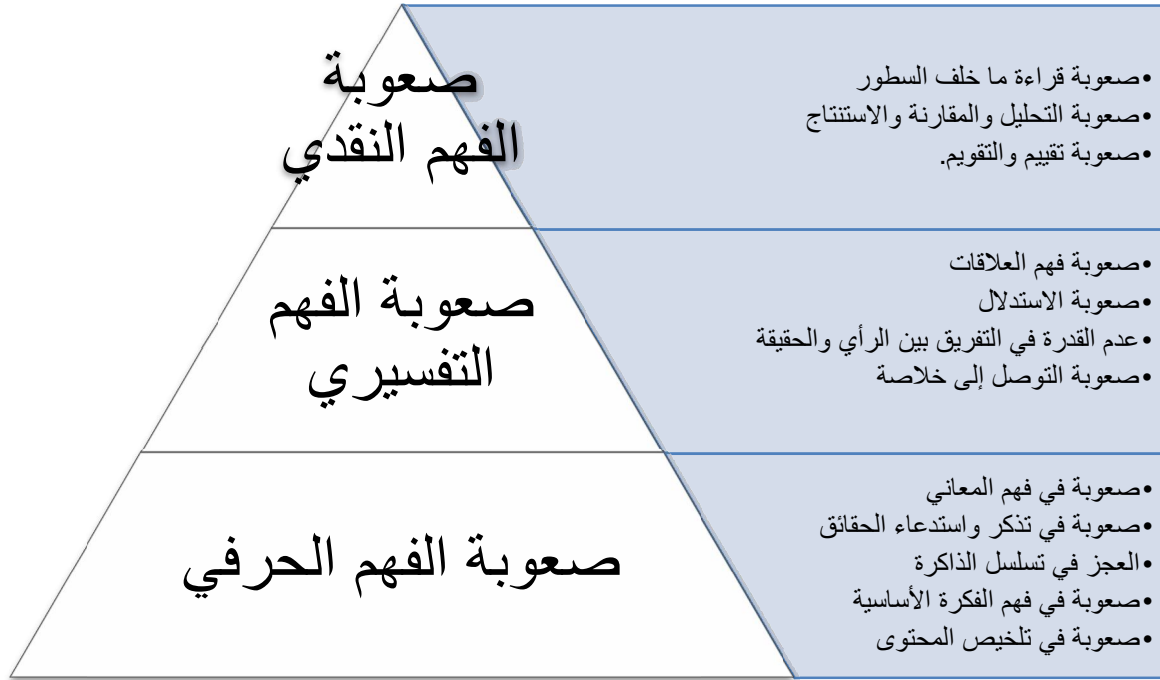 صعوبة
الفهم النقدي
•صعوبة قراءة ما خلف السطور
•صعوبة التحليل والمقارنة والاستنتاج
•صعوبة تقييم والتقويم.
صعوبة الفهم
التفسيري
•صعوبة فهم العلاقات
•صعوبة الاستدلال
•عدم القدرة في التفريق بين الرأي والحقيقة
•صعوبة التوصل إلى خلاصة
صعوبة الفهم الحرفي
•صعوبة في فهم المعاني
•صعوبة في تذكر واستدعاء الحقائق
•العجز في تسلسل الذاكرة
•صعوبة في فهم الفكرة الأساسية
•صعوبة في تلخيص المحتوى